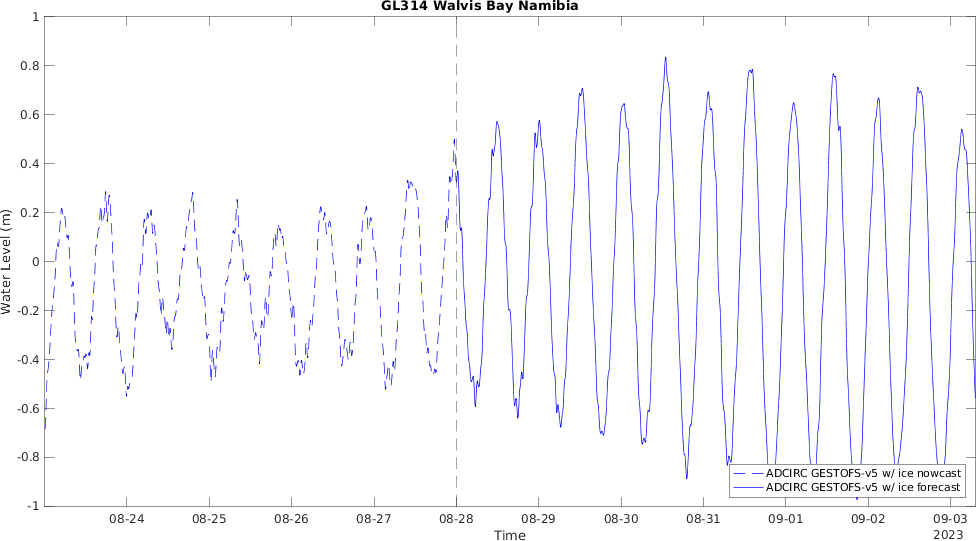 GL314 Walvis Bay Namibia
Water Level (m)
1
0.8
0.6
0.4
0.2
0
-0.2
-0.4
-0.6
-0.8
-1
ADCIRC GESTOFS-v5 w/ ice nowcast
ADCIRC GESTOFS-v5 w/ ice forecast
08-24 08-25 08-26 08-27 08-28 08-29 08-30 08-31 09-01 09-02 09-03
Time
2023